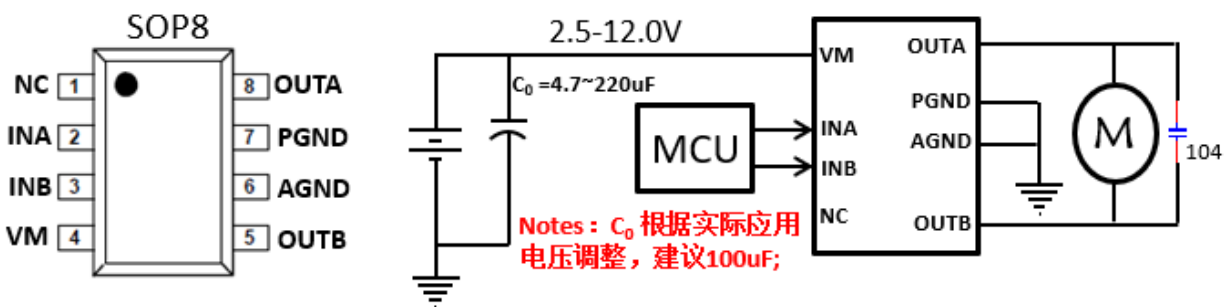 SOP8
NC 1
INA 2
INB 3
VM 4
8 OUTA
7 PGND
6 AGND
5 OUTB
2.5-12.0V
C₀ =4.7~220uF
MCU
VM
INA
INB
NC
OUTA
PGND
AGND
OUTB
M
104
Notes：C₀ 根据实际应用
电压调整，建议100uF;